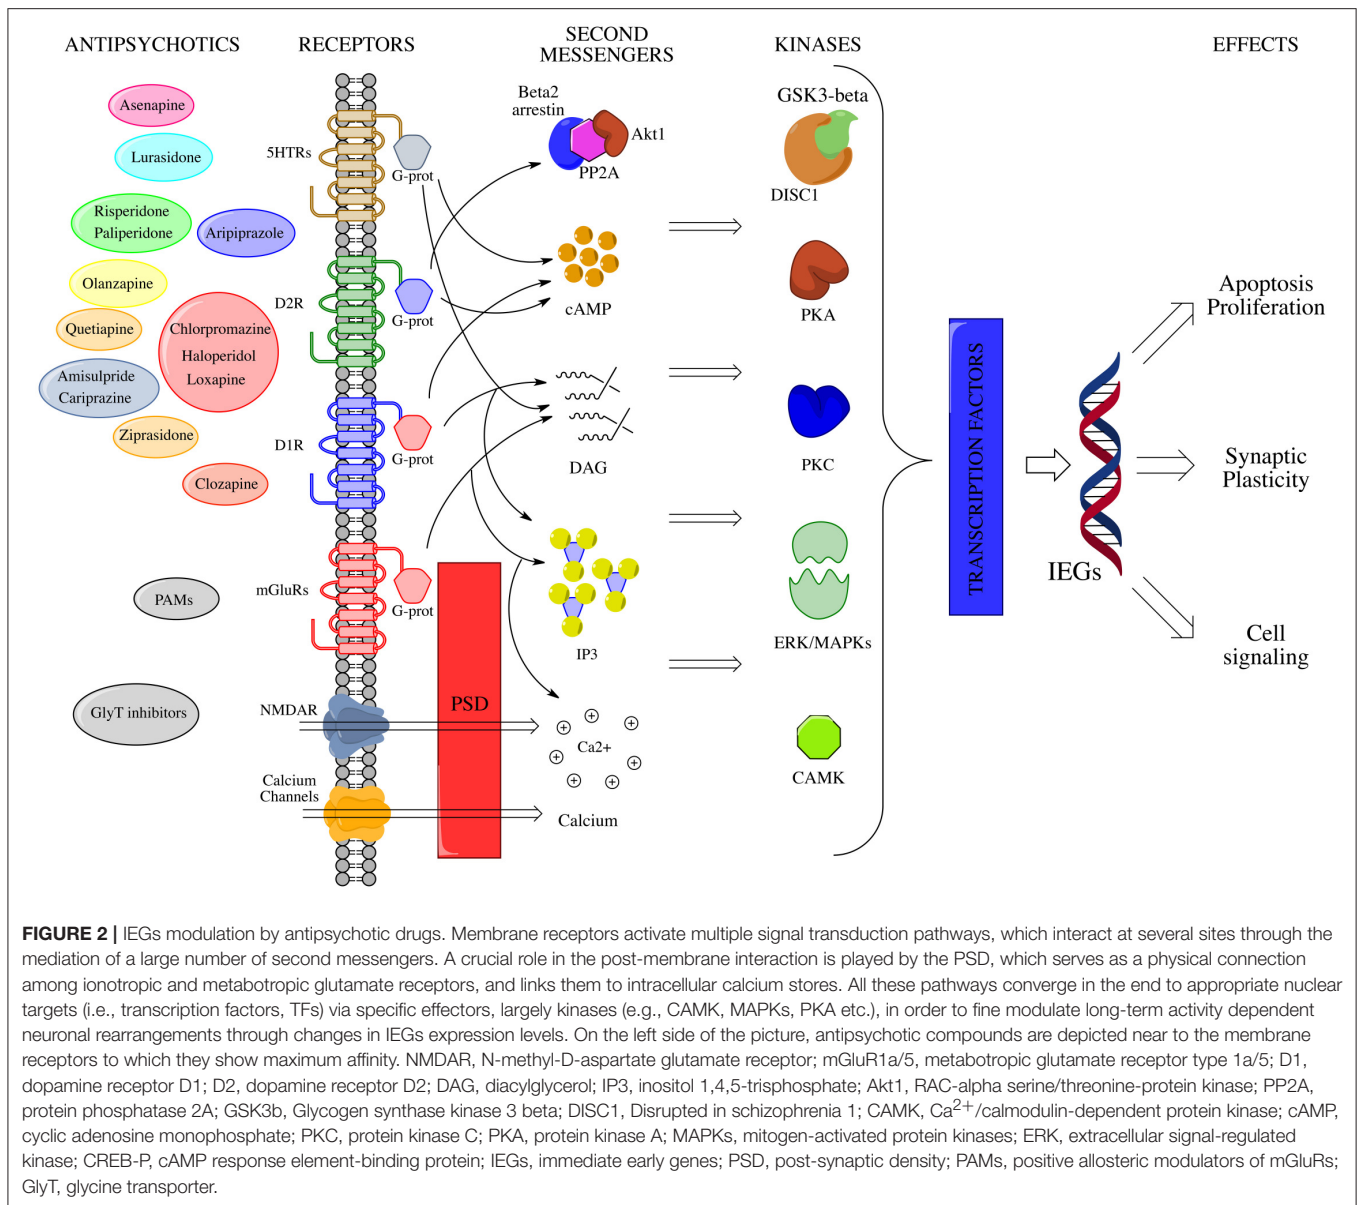 ANTIPSYCHOTICS
RECEPTORS
SECOND
MESSENGERS
KINASES
EFFECTS
Asenapine
Lurasidone
Risperidone
Paliperidone
Aripiprazole
Olanzapine
Quetiapine
Chlorpromazine
Haloperidol
Loxapine
Amisulpride
Cariprazine
Ziprasidone
Clozapine
PAMs
GlyT inhibitors
5HTRs
G-prot
D2R
G-prot
D1R
G-prot
mGluRs
G-prot
NMDAR
Calcium
Channels
PSD
Beta2
arrestin
Akt1
PP2A
cAMP
DAG
IP3
Ca2+
+
+
+
+
+
+
+
Calcium
GSK3-beta
DISC1
PKA
PKC
ERK/MAPKs
CAMK
TRANSCRIPTION FACTORS
IEGs
Apoptosis
Proliferation
Synaptic
Plasticity
Cell
signaling
FIGURE 2 | IEGs modulation by antipsychotic drugs. Membrane receptors activate multiple signal transduction pathways, which interact at several sites through the
mediation of a large number of second messengers. A crucial role in the post-membrane interaction is played by the PSD, which serves as a physical connection
among ionotropic and metabotropic glutamate receptors, and links them to intracellular calcium stores. All these pathways converge in the end to appropriate nuclear
targets (i.e., transcription factors, TFs) via specific effectors, largely kinases (e.g., CAMK, MAPKs, PKA etc.), in order to fine modulate long-term activity dependent
neuronal rearrangements through changes in IEGs expression levels. On the left side of the picture, antipsychotic compounds are depicted near to the membrane
receptors to which they show maximum affinity. NMDAR, N-methyl-D-aspartate glutamate receptor; mGluR1a/5, metabotropic glutamate receptor type 1a/5; D1,
dopamine receptor D1; D2, dopamine receptor D2; DAG, diacylglycerol; IP3, inositol 1,4,5-trisphosphate; Akt1, RAC-alpha serine/threonine-protein kinase; PP2A,
protein phosphatase 2A; GSK3b, Glycogen synthase kinase 3 beta; DISC1, Disrupted in schizophrenia 1; CAMK, Ca2+/calmodulin-dependent protein kinase; cAMP,
cyclic adenosine monophosphate; PKC, protein kinase C; PKA, protein kinase A; MAPKs, mitogen-activated protein kinases; ERK, extracellular signal-regulated
kinase; CREB-P, cAMP response element-binding protein; IEGs, immediate early genes; PSD, post-synaptic density; PAMs, positive allosteric modulators of mGluRs;
GlyT, glycine transporter.